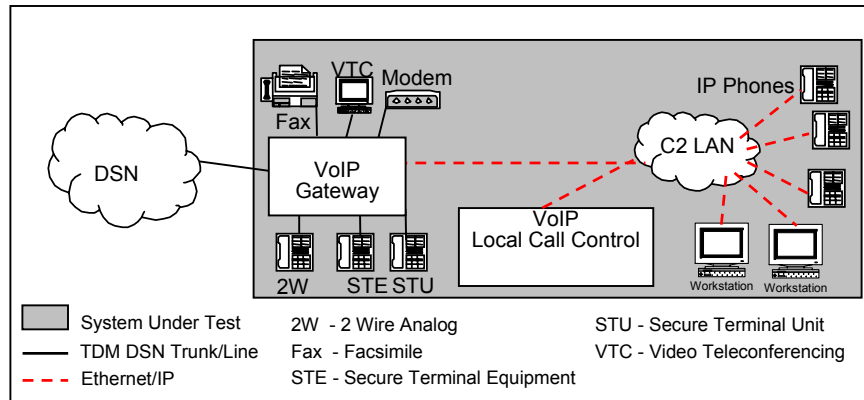 VTC
Modem
IP Phones
Fax
C2 LAN
DSN
VoIP
Gateway
VoIP
Local Call Control
2W
STE
STU
Workstation
Workstation
System Under Test
2W - 2 Wire Analog
STU - Secure Terminal Unit
TDM DSN Trunk/Line
Fax - Facsimile
VTC - Video Teleconferencing
Ethernet/IP
STE - Secure Terminal Equipment